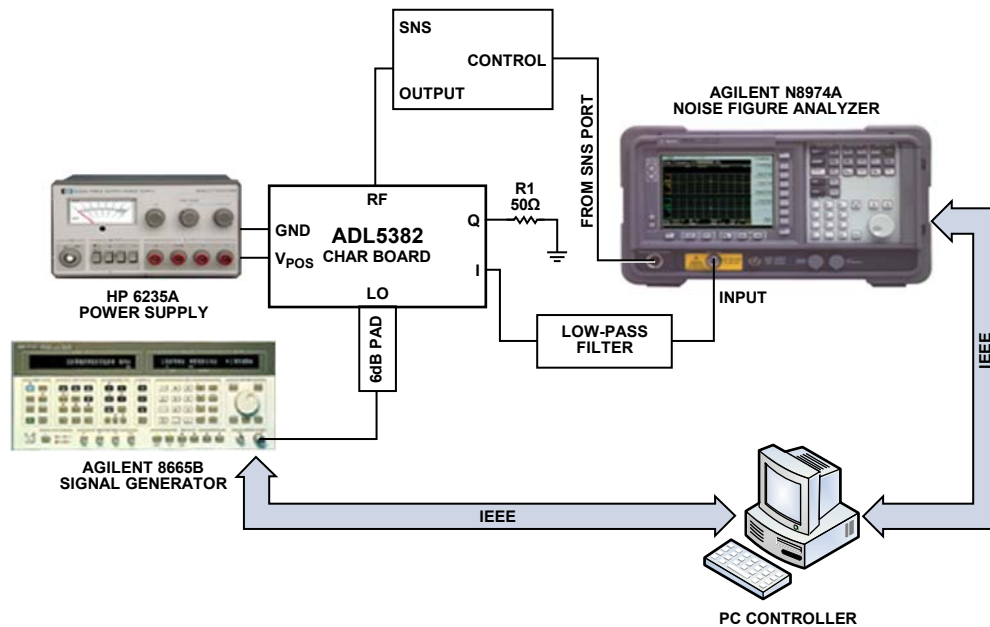 SNS
CONTROL
OUTPUT
AGILENT N8974A
NOISE FIGURE ANALYZER
FROM SNS PORT
RF
R1
50Ω
Q
GND
ADL5382
CHAR BOARD
VPOS
I
LO
INPUT
HP 6235A
POWER SUPPLY
6dB PAD
LOW-PASS
FILTER
IEEE
AGILENT 8665B
SIGNAL GENERATOR
IEEE
PC CONTROLLER